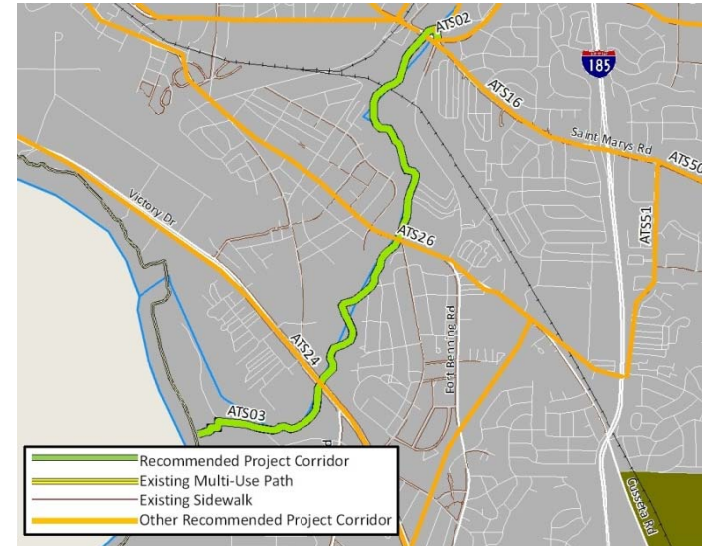 ATS02
185
ATS16
Saint Marys Rd
ATS50
ATS51
Victory Dr
ATS26
Fort Benning Rd
ATS24
ATS03
Cusseta Rd
Recommended Project Corridor
Existing Multi-Use Path
Existing Sidewalk
Other Recommended Project Corridor